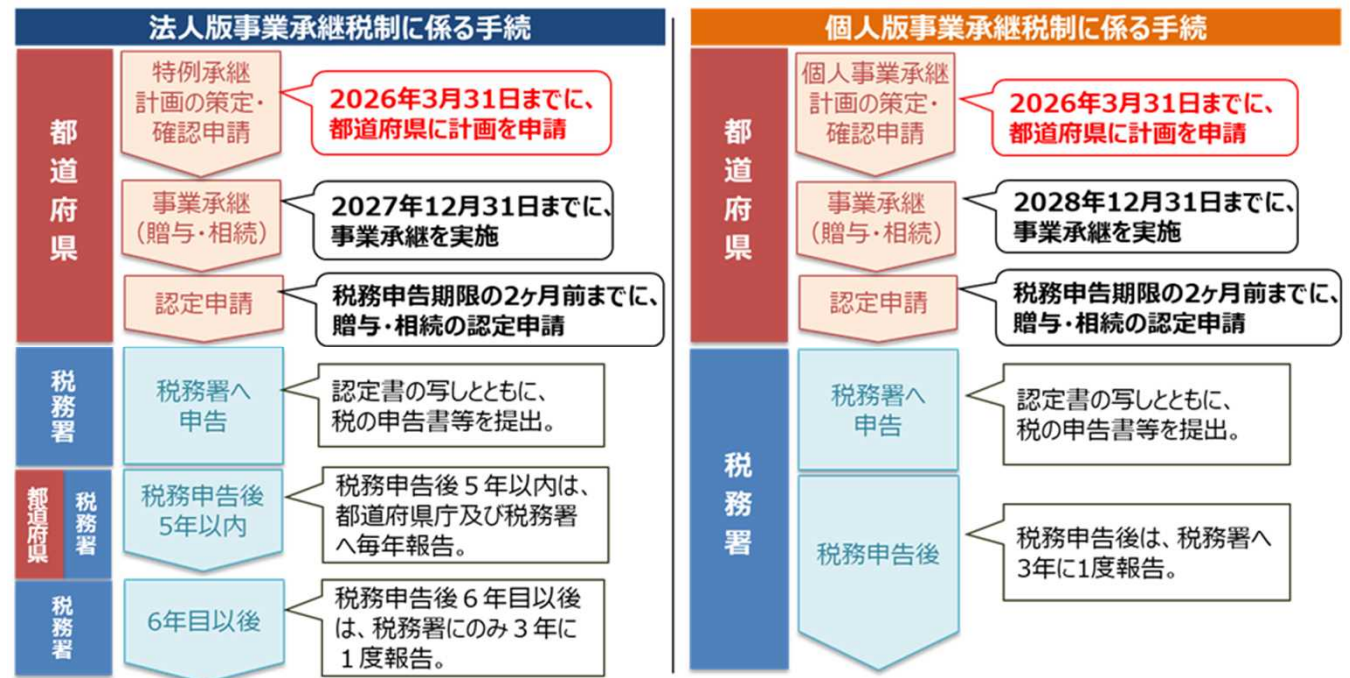 法人版事業承継税制に係る手続
都道府県
特例承継
計画の策定・
確認申請
2026年3月31日までに、
都道府県に計画を申請
事業承継
（贈与・相続）
2027年12月31日までに、
事業承継を実施
認定申請
税務申告期限の2ヶ月前までに、
贈与・相続の認定申請
税務署
税務署へ
申告
認定書の写しとともに、
税の申告書等を提出。
都道府県
税務署
税務申告後
5年以内
税務申告後５年以内は、
都道府県庁及び税務署
へ毎年報告。
税務署
6年目以後
税務申告後６年目以後
は、税務署にのみ３年に
１度報告。
個人版事業承継税制に係る手続
都道府県
個人事業承継
計画の策定・
確認申請
2026年3月31日までに、
都道府県に計画を申請
事業承継
（贈与・相続）
2028年12月31日までに、
事業承継を実施
認定申請
税務申告期限の2ヶ月前までに、
贈与・相続の認定申請
税務署
税務署へ
申告
認定書の写しとともに、
税の申告書等を提出。
税務申告後
税務申告後は、税務署へ
3年に1度報告。